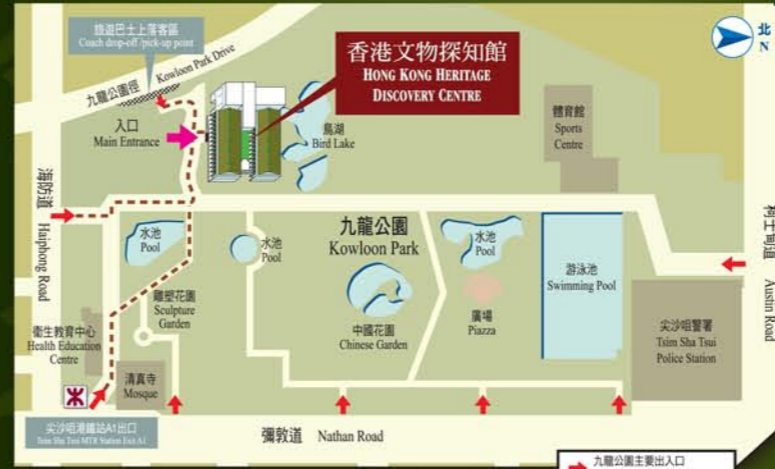 旅遊巴士上落客區
Coach drop-off /pick-up point
九龍公園徑 Kowloon Park Drive
香港文物探知館
HONG KONG HERITAGE
DISCOVERY CENTRE
北
N
入口
Main Entrance
鳥湖
Bird Lake
體育館
Sports
Centre
海防道 Haiphong Road
水池
Pool
水池
Pool
九龍公園
Kowloon Park
水池
Pool
游泳池
Swimming Pool
柯士甸道 Austin Road
雕塑花園
Sculpture
Garden
中國花園
Chinese Garden
廣場
Piazza
衞生教育中心
Health Education
Centre
清真寺
Mosque
尖沙咀警署
Tsim Sha Tsui
Police Station
尖沙咀港鐵站A1出口
Tsim Sha Tsui MTR Station Exit A1
彌敦道 Nathan Road
九龍公園主要出入口